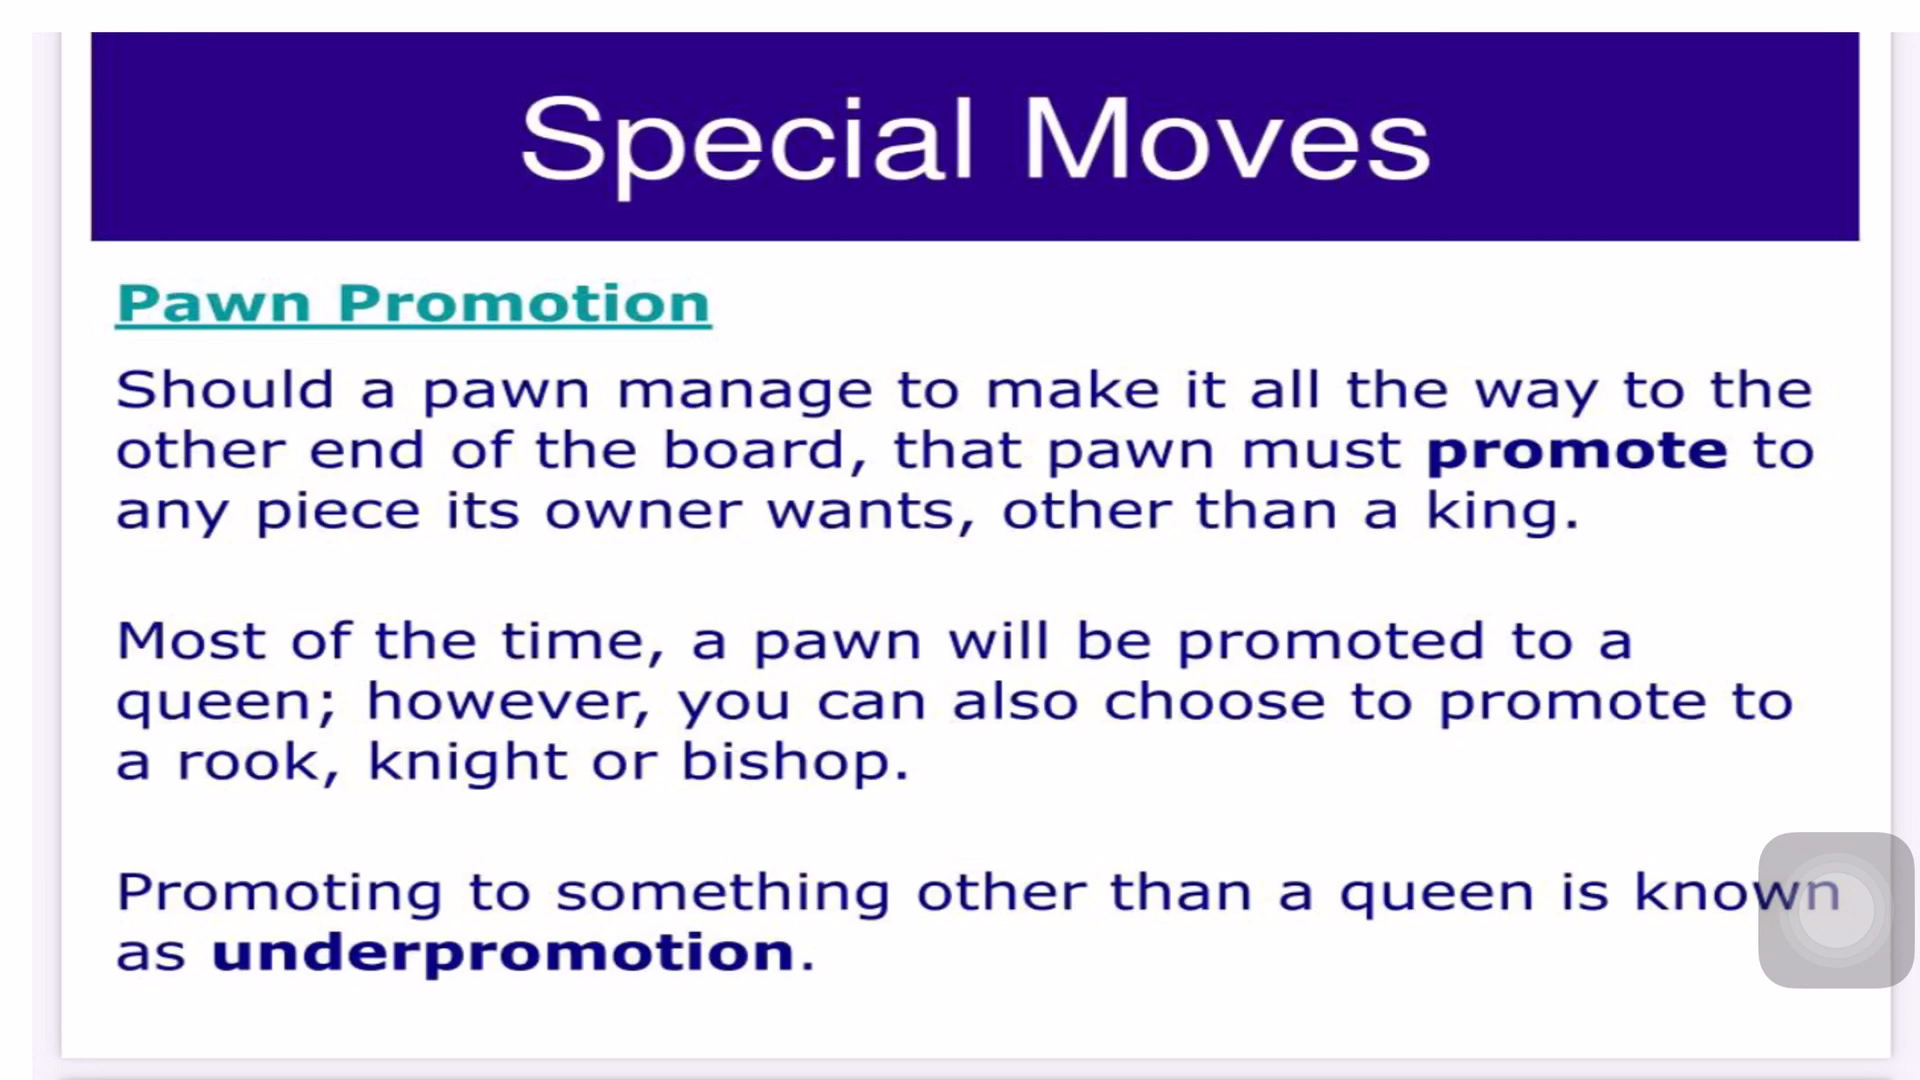 Special Moves
Pawn Promotion
Should a pawn manage to make it all the way to the
other end of the board, that pawn must promote to
any piece its owner wants, other than a king.
Most of the time, a pawn will be promoted to a
queen; however, you can also choose to promote to
a rook, knight or bishop.
Promoting to something other than a queen is known
as underpromotion.